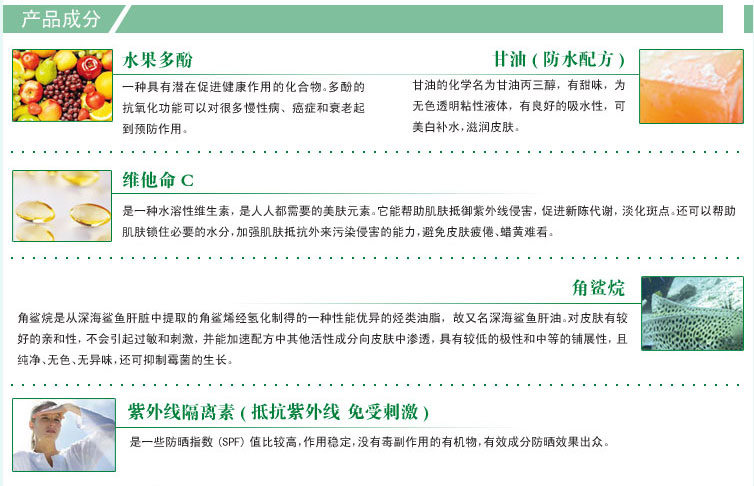 产品成分
水果多酚
一种具有潜在促进健康作用的化合物。多酚的
抗氧化功能可以对很多慢性病、癌症和衰老起
到预防作用。
甘油 ( 防水配方 )
甘油的化学名为甘油丙三醇，有甜味，为
无色透明粘性液体，有良好的吸水性，可
美白补水，滋润皮肤。
维他命 C
是一种水溶性维生素，是人人都需要的美肤元素。它能帮助肌肤抵御紫外线侵害，促进新陈代谢，淡化斑点。还可以帮助
肌肤锁住必要的水分，加强肌肤抵抗外来污染侵害的能力，避免皮肤疲倦、蜡黄难看。
角鲨烷
角鲨烷是从深海鲨鱼肝脏中提取的角鲨烯经氢化制得的一种性能优异的烃类油脂，故又名深海鲨鱼肝油。对皮肤有较
好的亲和性，不会引起过敏和刺激，并能加速配方中其他活性成分向皮肤中渗透，具有较低的极性和中等的铺展性，且
纯净、无色、无异味，还可抑制霉菌的生长。
紫外线隔离素 ( 抵抗紫外线 免受刺激 )
是一些防晒指数 (SPF) 值比较高，作用稳定，没有毒副作用的有机物，有效成分防晒效果出众。